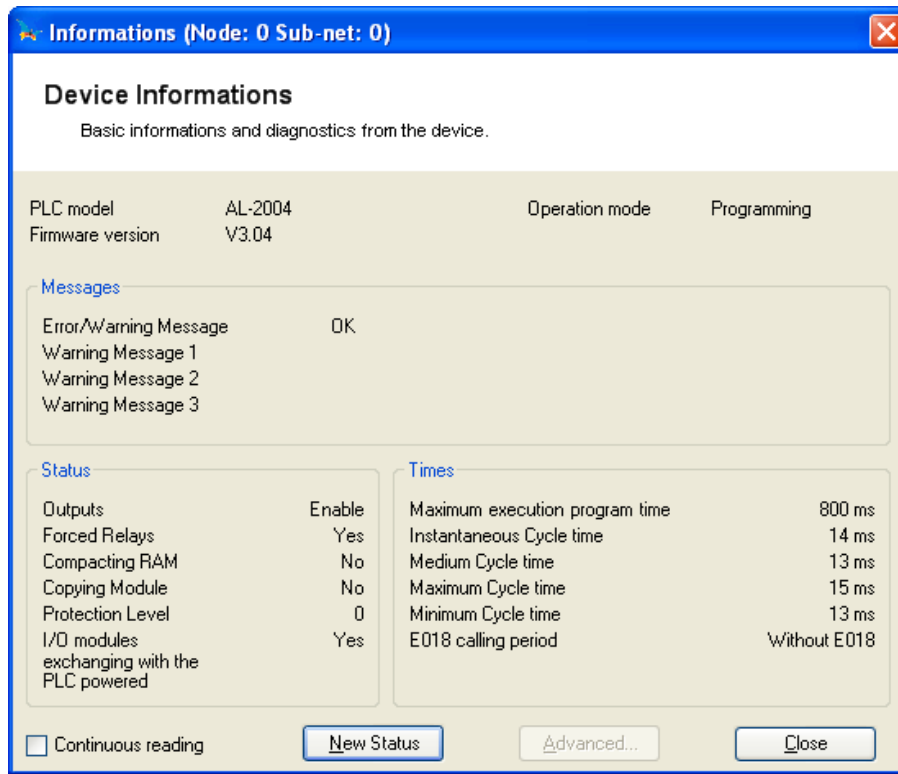 Informations (Node: 0 Sub-net: 0)
Device Informations
Basic informations and diagnostics from the device.
PLC model AL-2004 Operation mode Programming
Firmware version V3.04
Messages
Error/Warning Message OK
Warning Message 1
Warning Message 2
Warning Message 3
Status
Outputs Enable
Forced Relays Yes
Compacting RAM No
Copying Module No
Protection Level 0
I/O modules Yes
exchanging with the
PLC powered
Times
Maximum execution program time 800 ms
Instantaneous Cycle time 14 ms
Medium Cycle time 13 ms
Maximum Cycle time 15 ms
Minimum Cycle time 13 ms
E018 calling period Without E018
Continuous reading New Status Advanced... Close